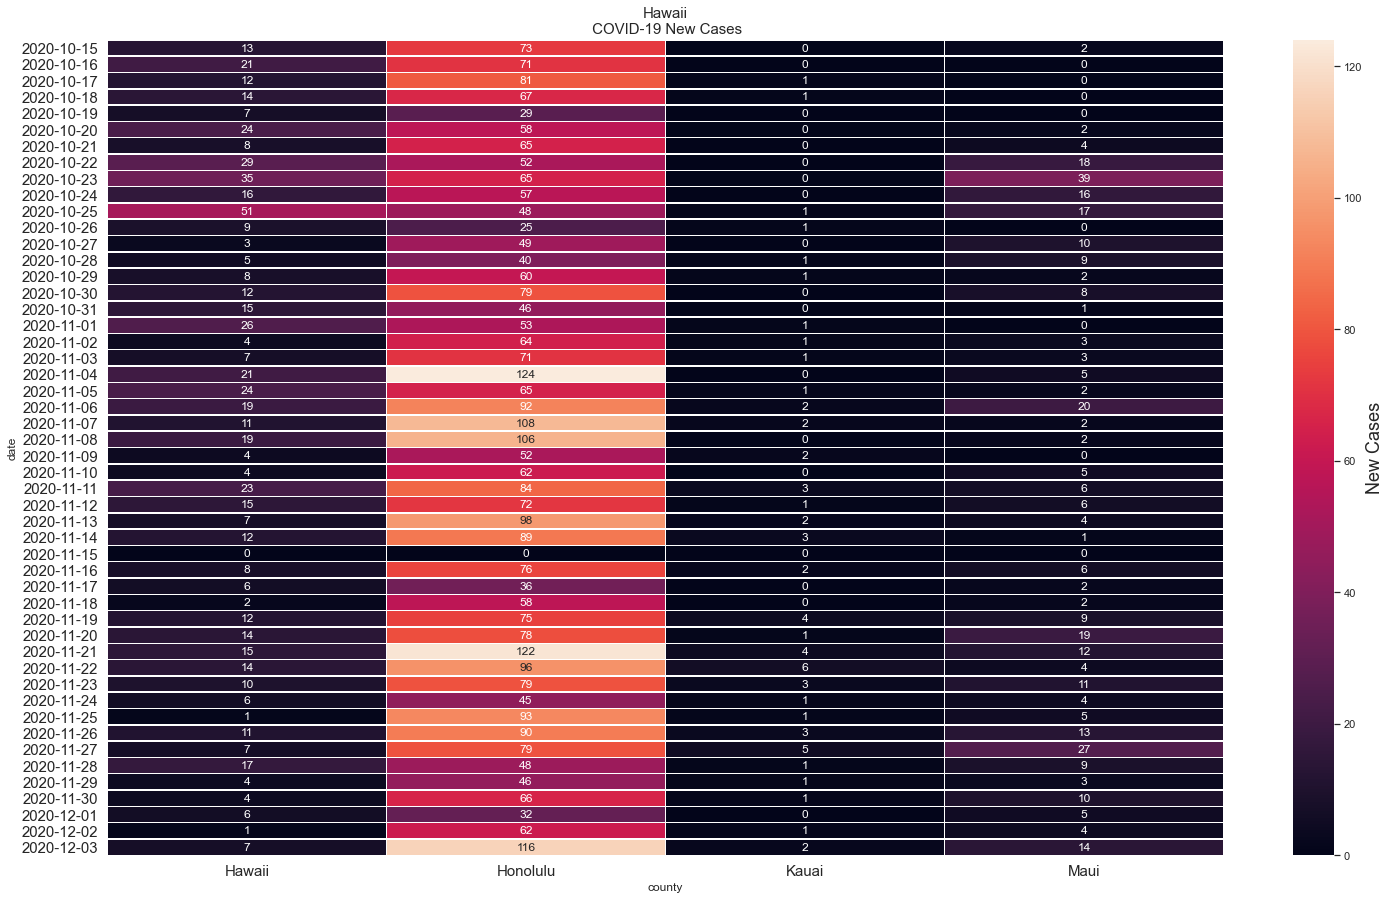 Hawaii
COVID-19 New Cases
2020-10-15 13 73 0 2
2020-10-16 21 71 0 0
2020-10-17 12 81 1 0
2020-10-18 14 67 1 0
2020-10-19 7 29 0 0
2020-10-20 24 58 0 2
2020-10-21 8 65 0 4
2020-10-22 29 52 0 18
2020-10-23 35 65 0 39
2020-10-24 16 57 0 16
2020-10-25 51 48 1 17
2020-10-26 9 25 1 0
2020-10-27 3 49 0 10
2020-10-28 5 40 1 9
2020-10-29 8 60 1 2
2020-10-30 12 79 0 8
2020-10-31 15 46 0 1
2020-11-01 26 53 1 0
2020-11-02 4 64 1 3
2020-11-03 7 71 1 3
2020-11-04 21 124 0 5
2020-11-05 24 65 1 2
2020-11-06 19 92 2 20
2020-11-07 11 108 2 2
2020-11-08 19 106 0 2
2020-11-09 4 52 2 0
2020-11-10 4 62 0 5
2020-11-11 23 84 3 6
2020-11-12 15 72 1 6
2020-11-13 7 98 2 4
2020-11-14 12 89 3 1
2020-11-15 0 0 0 0
2020-11-16 8 76 2 6
2020-11-17 6 36 0 2
2020-11-18 2 58 0 2
2020-11-19 12 75 4 9
2020-11-20 14 78 1 19
2020-11-21 15 122 4 12
2020-11-22 14 96 6 4
2020-11-23 10 79 3 11
2020-11-24 6 45 1 4
2020-11-25 1 93 1 5
2020-11-26 11 90 3 13
2020-11-27 7 79 5 27
2020-11-28 17 48 1 9
2020-11-29 4 46 1 3
2020-11-30 4 66 1 10
2020-12-01 6 32 0 5
2020-12-02 1 62 1 4
2020-12-03 7 116 2 14
Hawaii Honolulu Kauai Maui
county
date
120
100
80
60
40
20
0
New Cases